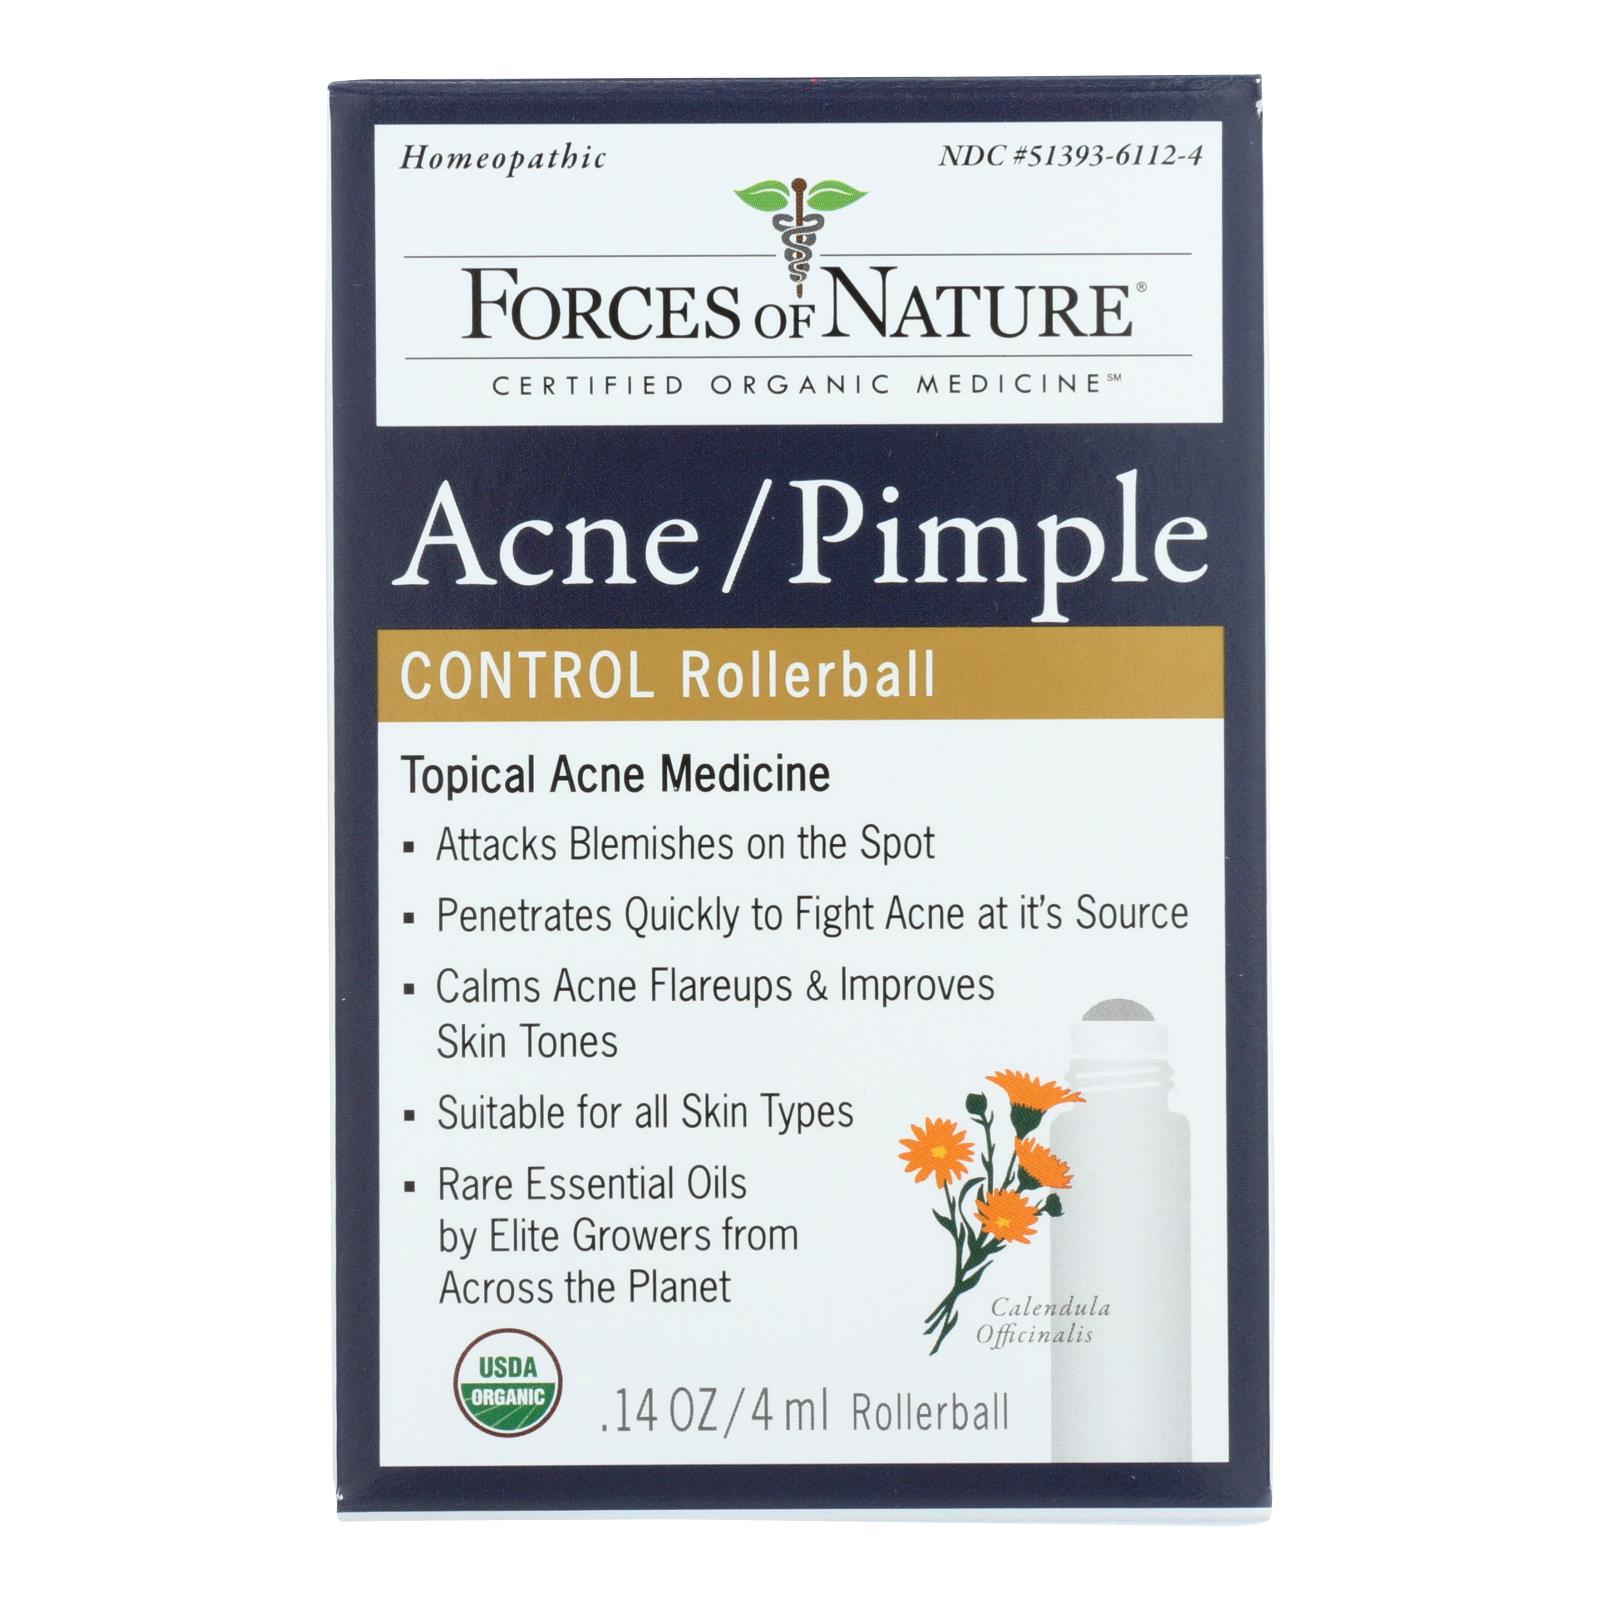 Homeopathic NDC #51393-6112-4
FORCES OF NATURE®
CERTIFIED ORGANIC MEDICINE℠
Acne/Pimple
CONTROL Rollerball
Topical Acne Medicine
▪ Attacks Blemishes on the Spot
▪ Penetrates Quickly to Fight Acne at it's Source
▪ Calms Acne Flareups & Improves
Skin Tones
▪ Suitable for all Skin Types
▪ Rare Essential Oils
by Elite Growers from
Across the Planet
Calendula
Officinalis
USDA
ORGANIC
.14 OZ/4 ml Rollerball